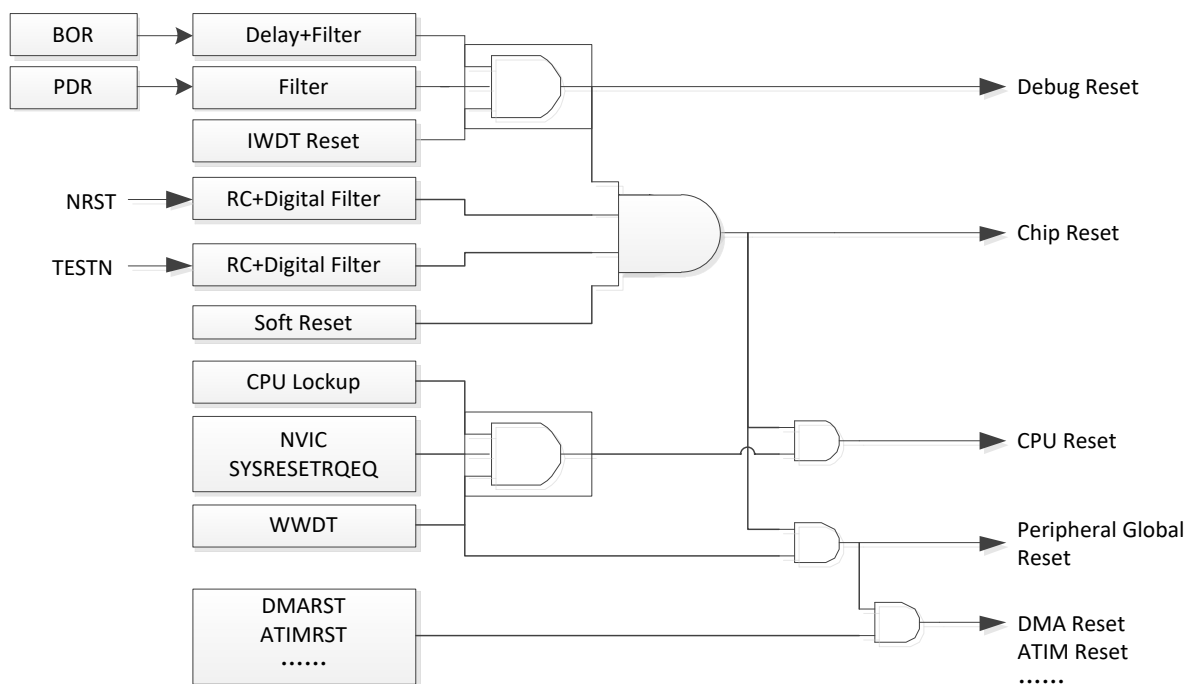 BOR
Delay+Filter
PDR
Filter
Debug Reset
IWDT Reset
NRST
RC+Digital Filter
Chip Reset
TESTN
RC+Digital Filter
Soft Reset
CPU Lockup
NVIC
SYSRESETRQEQ
CPU Reset
WWDT
Peripheral Global
Reset
DMARST
ATIMRST
......
DMA Reset
ATIM Reset
......